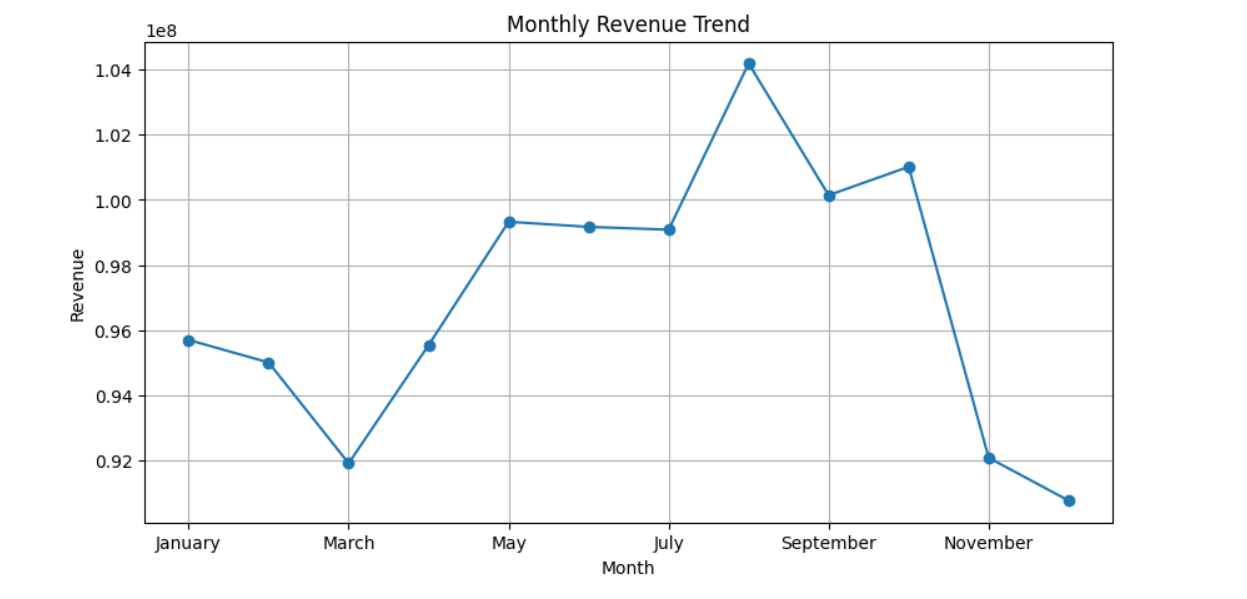 Monthly Revenue Trend
1e8
1.04
1.02
1.00
0.98
0.96
0.94
0.92
Revenue
January March May July September November
Month